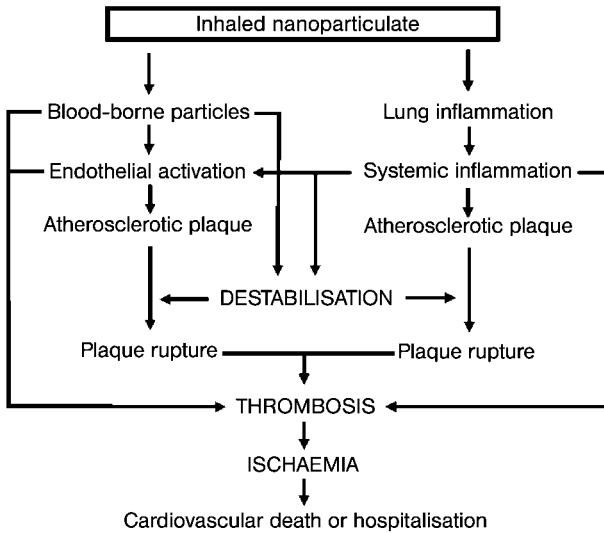 Inhaled nanoparticulate
Blood-borne particles
Lung inflammation
Endothelial activation
Systemic inflammation
Atherosclerotic plaque
Atherosclerotic plaque
DESTABILISATION
Plaque rupture
Plaque rupture
THROMBOSIS
ISCHAEMIA
Cardiovascular death or hospitalisation